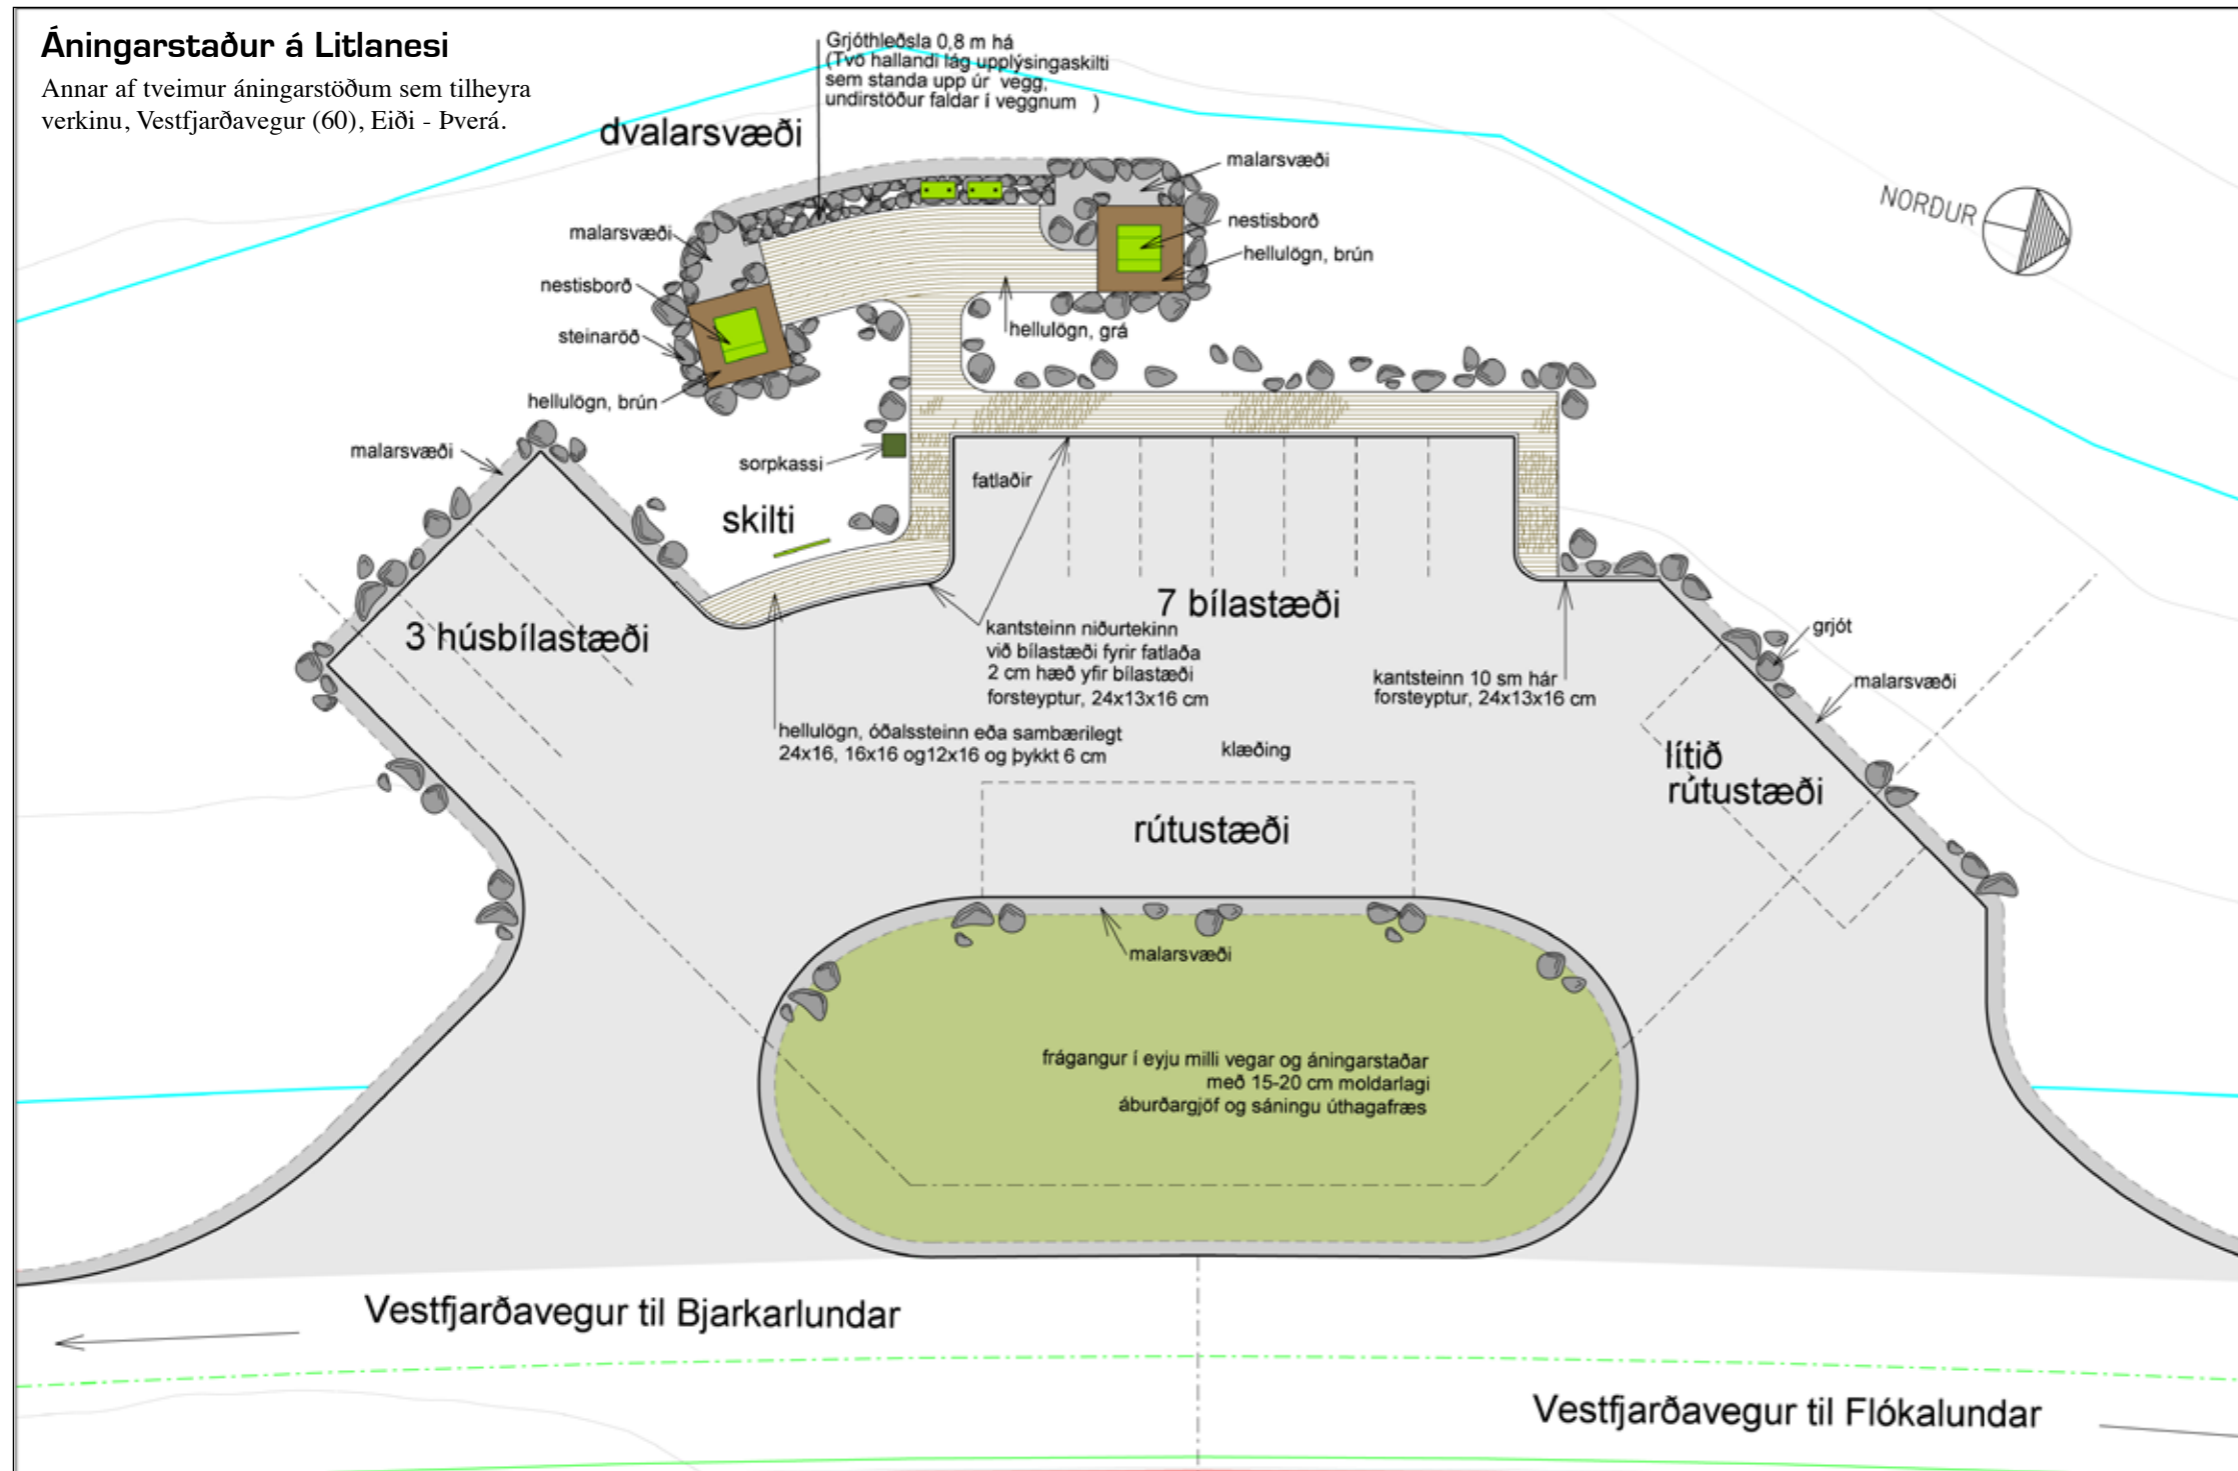 Áningarstaður á Litlanesi
Annar af tveimur áningarstöðum sem tilheyra
verkinu, Vestfjarðavegur (60), Eiði - Þverá.
Grjóthleðsla 0,8 m há
(Tvö hallandi lág upplýsingaskilti
sem standa upp úr vegg,
undirstöður faldar í veggnum )
dvalarsvæði
malarsvæði
NORÐUR
nestisborð
malarsvæði
hellulögn, brún
nestisborð
hellulögn, grá
steinaröð
hellulögn, brún
malarsvæði
sorpkassi
fatlaðir
skilti
7 bílastæði
3 húsbílastæði
kantsteinn niðurtekinn
við bílastæði fyrir fatlaða
2 cm hæð yfir bílastæði
forsteyptur, 24x13x16 cm
grjót
kantsteinn 10 sm hár
forsteyptur, 24x13x16 cm
malarsvæði
hellulögn, óðalssteinn eða sambærilegt
24x16, 16x16 og12x16 og þykkt 6 cm
klæðing
lítið
rútustæði
rútustæði
malarsvæði
frágangur í eyju milli vegar og áningarstaðar
með 15-20 cm moldarlagi
áburðargjöf og sáningu úthagafræs
Vestfjarðavegur til Bjarkarlundar
Vestfjarðavegur til Flókalundar